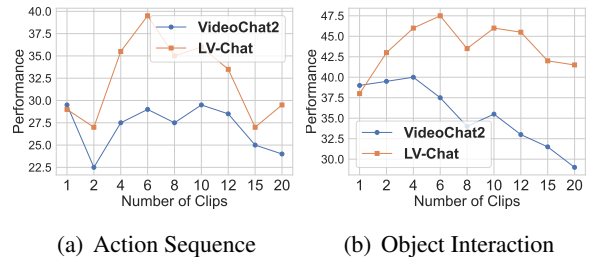 40.0
37.5
35.0
32.5
30.0
27.5
25.0
22.5
Performance
VideoChat2
LV-Chat
1 2 4 6 8 10 12 15 20
Number of Clips
(a) Action Sequence
47.5
45.0
42.5
40.0
37.5
35.0
32.5
30.0
Performance
VideoChat2
LV-Chat
1 2 4 6 8 10 12 15 20
Number of Clips
(b) Object Interaction